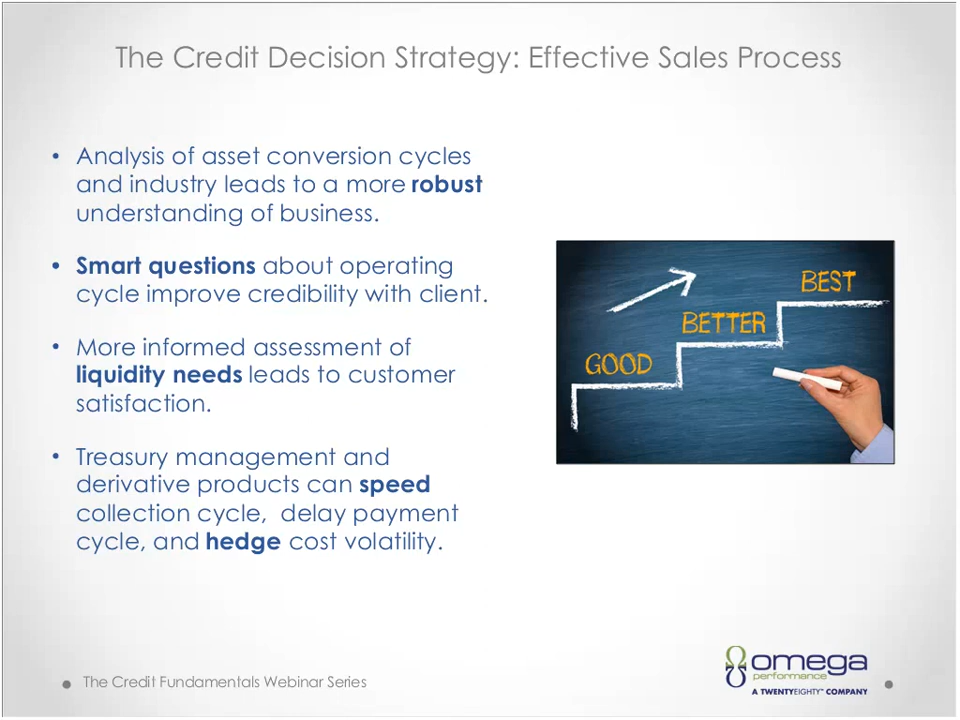 The Credit Decision Strategy: Effective Sales Process
• Analysis of asset conversion cycles
and industry leads to a more robust
understanding of business.
• Smart questions about operating
cycle improve credibility with client.
• More informed assessment of
liquidity needs leads to customer
satisfaction.
• Treasury management and
derivative products can speed
collection cycle,  delay payment
cycle, and hedge cost volatility.
GOOD
BETTER
BEST
The Credit Fundamentals Webinar Series
omega
performance
A TWENTYEIGHTY™ COMPANY